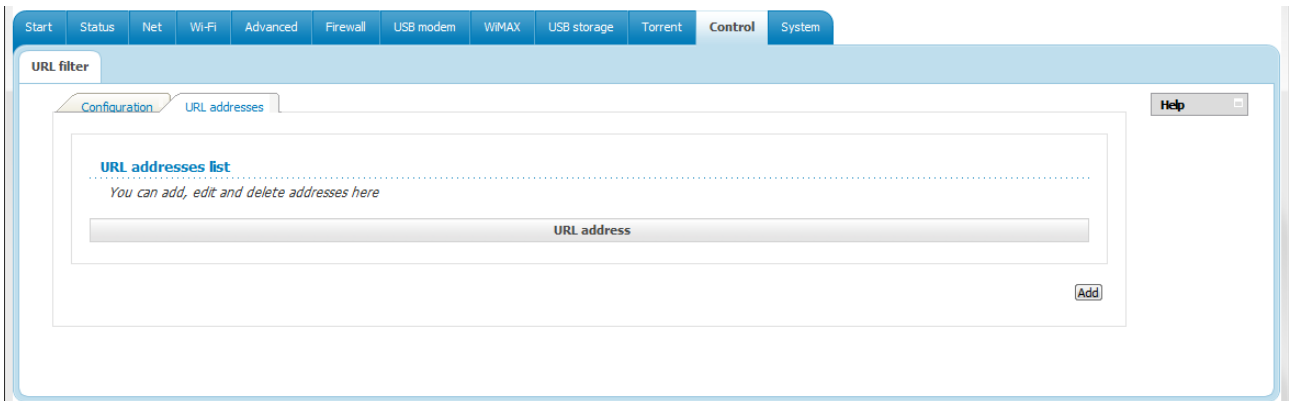 Start Status Net Wi-Fi Advanced Firewall USB modem WiMAX USB storage Torrent Control System
URL filter
Configuration URL addresses
Help
URL addresses list
You can add, edit and delete addresses here
URL address
Add